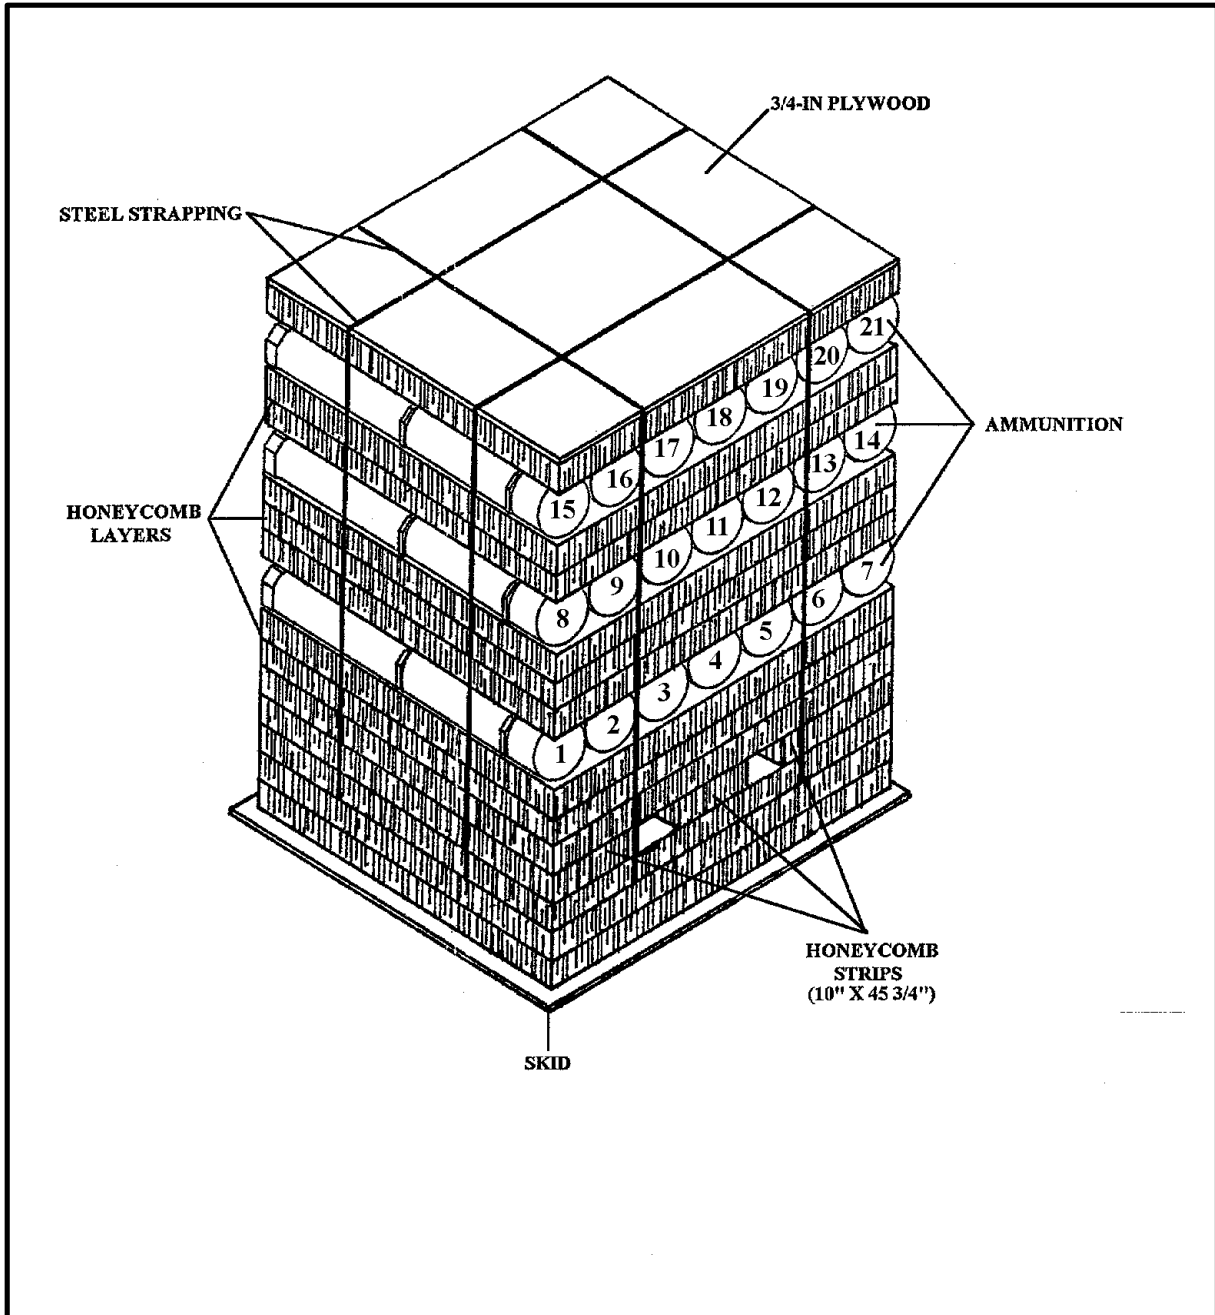 3/4-IN PLYWOOD
STEEL STRAPPING
21
20
19
18
17
16
15
AMMUNITION
14
13
12
11
10
9
8
HONEYCOMB
LAYERS
7
6
5
4
3
2
1
HONEYCOMB
STRIPS
(10" X 45 3/4")
SKID